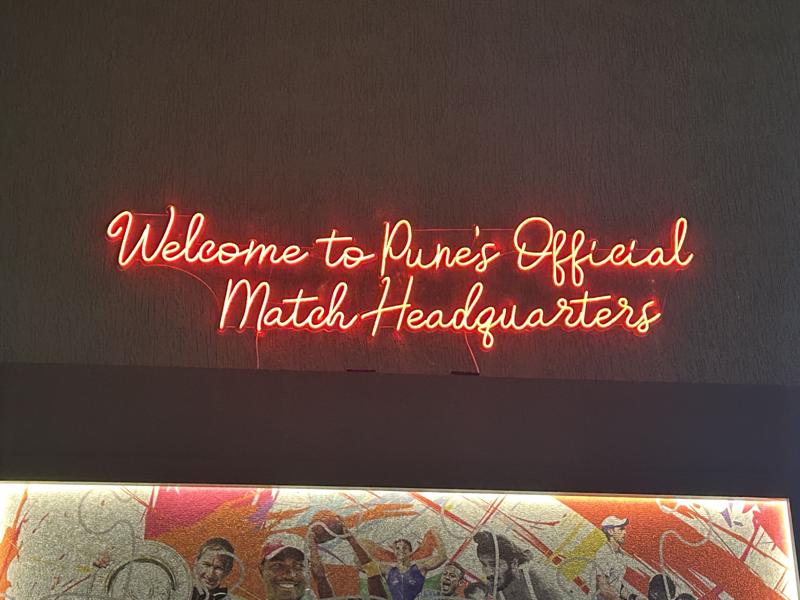 Welcome to Pune's Official
Match Headquarters